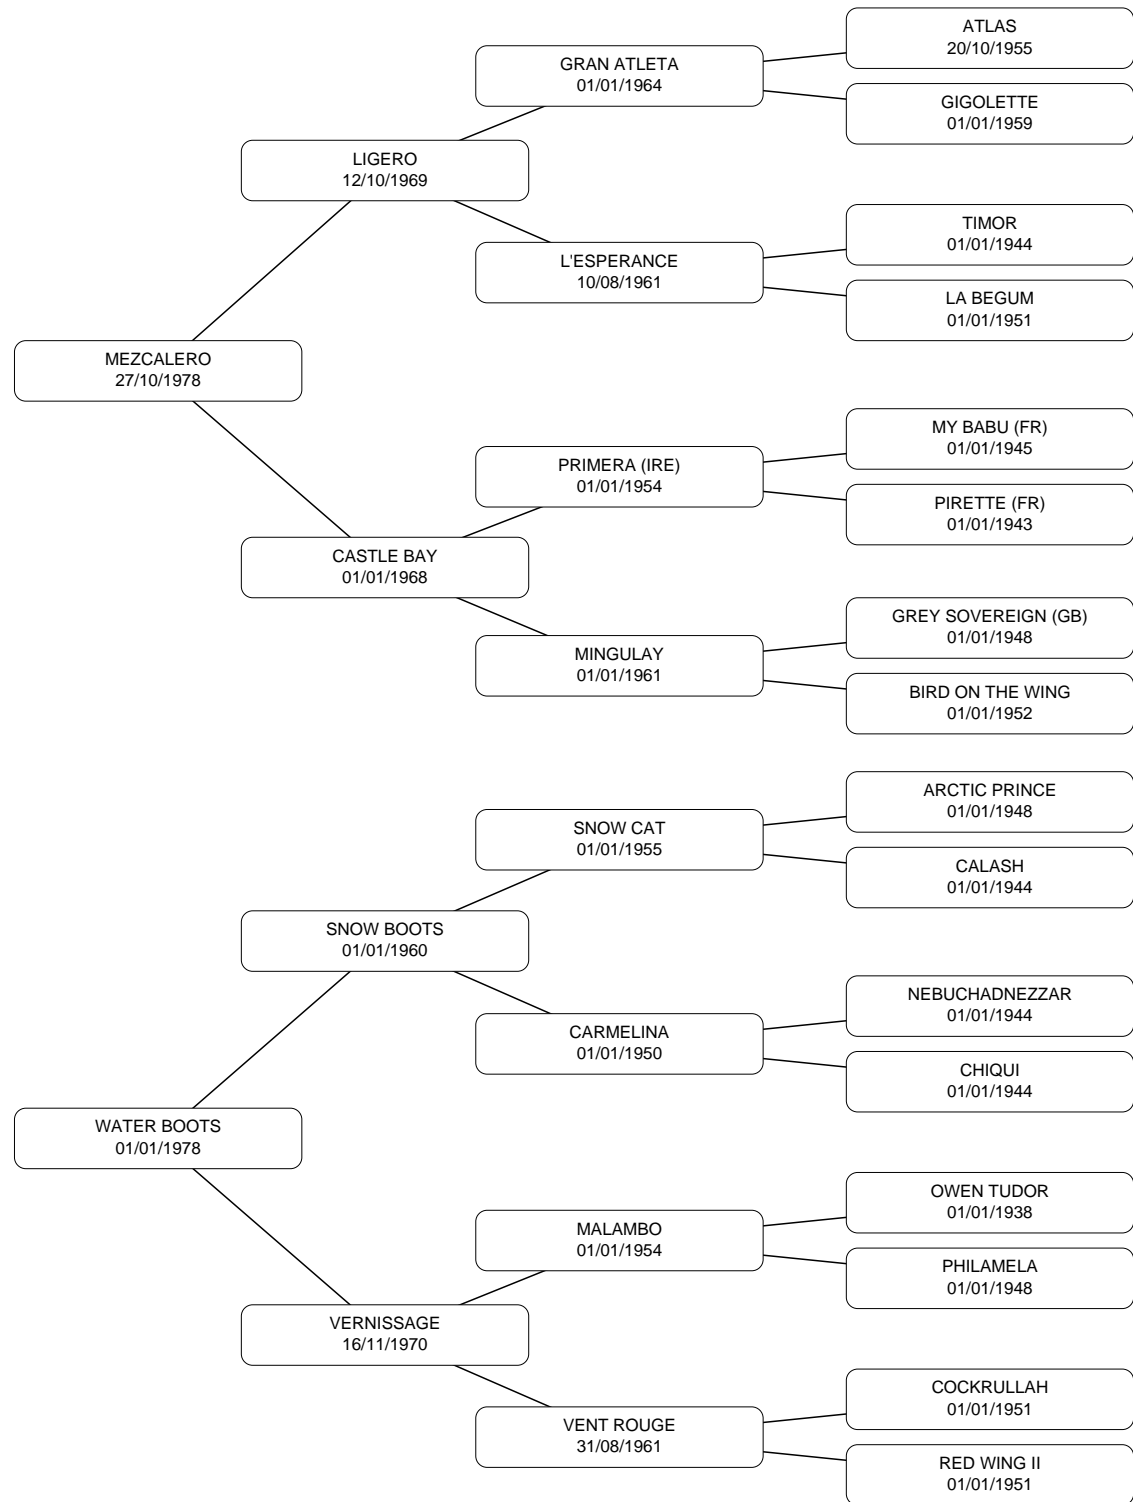 ATLAS
20/10/1955
GRAN ATLETA
01/01/1964
GIGOLETTE
01/01/1959
LIGERO
12/10/1969
TIMOR
01/01/1944
L'ESPERANCE
10/08/1961
LA BEGUM
01/01/1951
MEZCALERO
27/10/1978
MY BABU (FR)
01/01/1945
PRIMERA (IRE)
01/01/1954
PIRETTE (FR)
01/01/1943
CASTLE BAY
01/01/1968
GREY SOVEREIGN (GB)
01/01/1948
MINGULAY
01/01/1961
BIRD ON THE WING
01/01/1952
ARCTIC PRINCE
01/01/1948
SNOW CAT
01/01/1955
CALASH
01/01/1944
SNOW BOOTS
01/01/1960
NEBUCHADNEZZAR
01/01/1944
CARMELINA
01/01/1950
CHIQUI
01/01/1944
WATER BOOTS
01/01/1978
OWEN TUDOR
01/01/1938
MALAMBO
01/01/1954
PHILAMELA
01/01/1948
VERNISSAGE
16/11/1970
COCKRULLAH
01/01/1951
VENT ROUGE
31/08/1961
RED WING II
01/01/1951